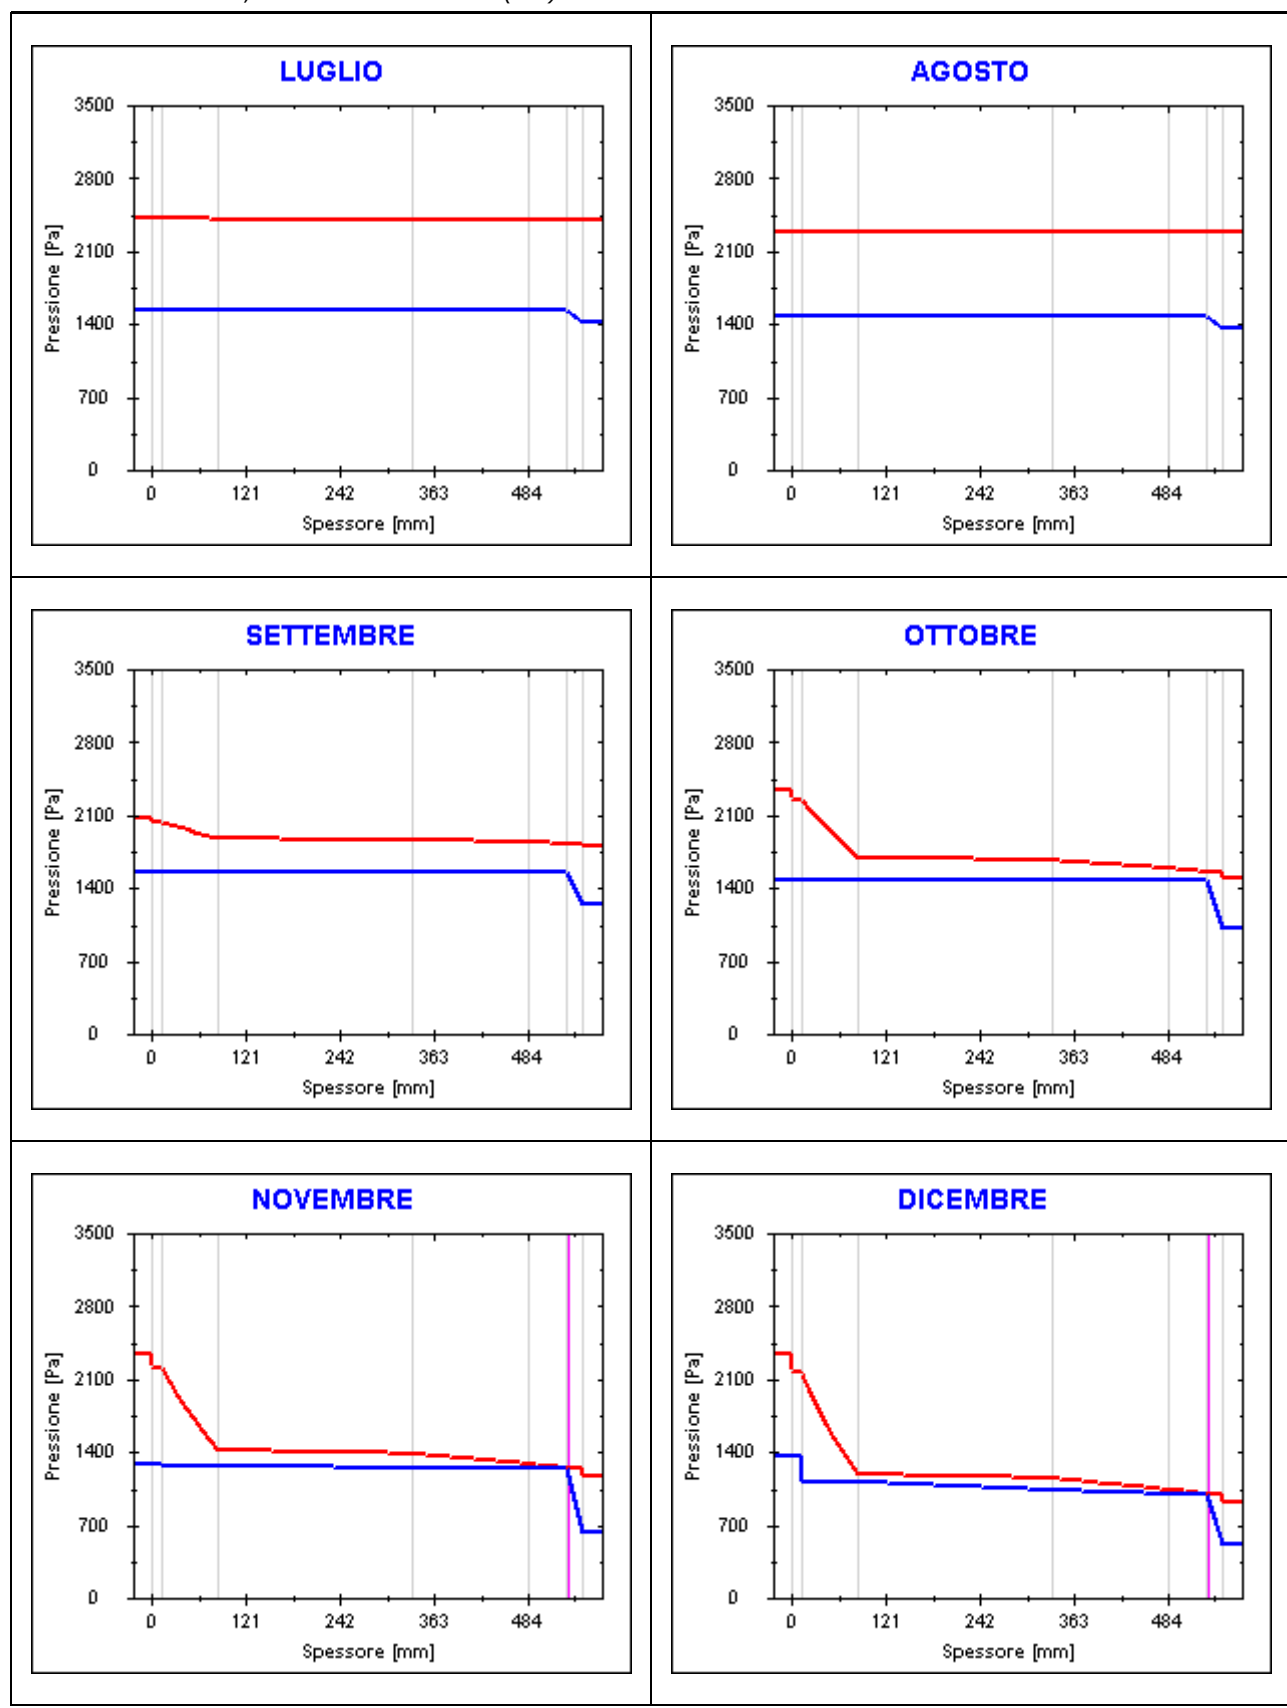 LUGLIO
3500
2800
2100
1400
700
0
Pressione [Pa]
0 121 242 363 484
Spessore [mm]
AGOSTO
3500
2800
2100
1400
700
0
Pressione [Pa]
0 121 242 363 484
Spessore [mm]
SETTEMBRE
3500
2800
2100
1400
700
0
Pressione [Pa]
0 121 242 363 484
Spessore [mm]
OTTOBRE
3500
2800
2100
1400
700
0
Pressione [Pa]
0 121 242 363 484
Spessore [mm]
NOVEMBRE
3500
2800
2100
1400
700
0
Pressione [Pa]
0 121 242 363 484
Spessore [mm]
DICEMBRE
3500
2800
2100
1400
700
0
Pressione [Pa]
0 121 242 363 484
Spessore [mm]